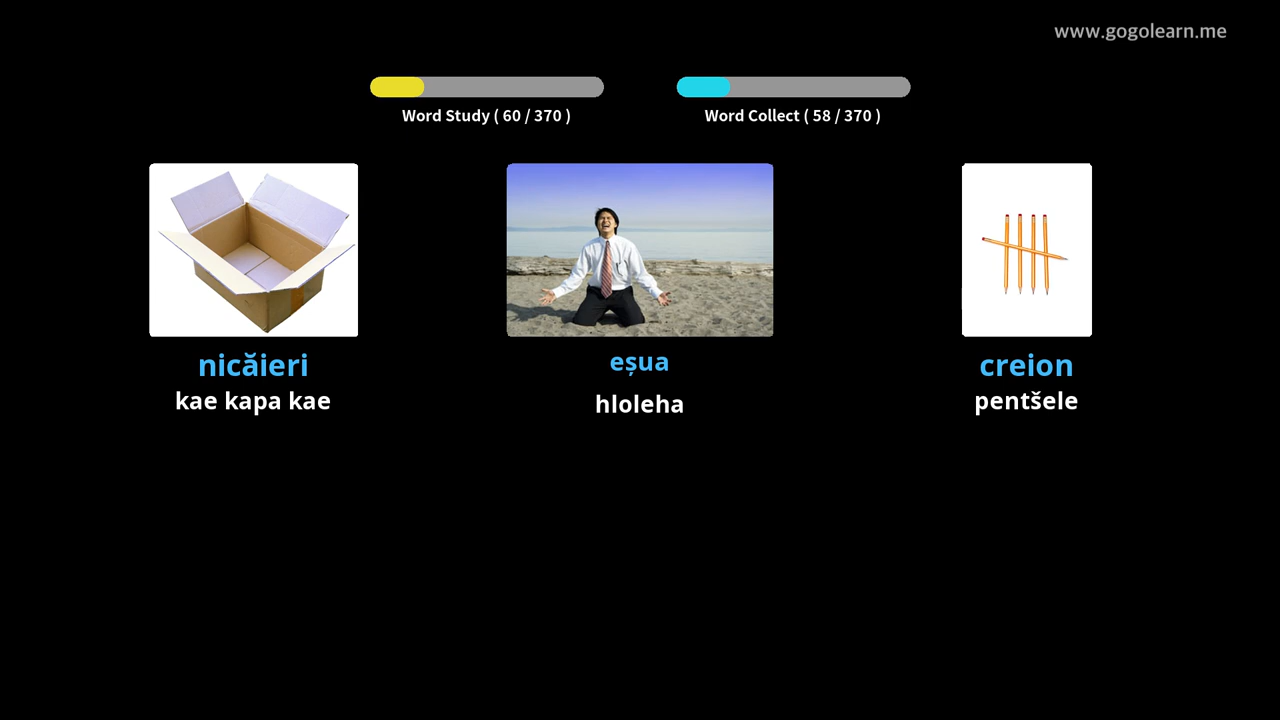 www.gogolearn.me
Word Study ( 60 / 370 )
Word Collect ( 58 / 370 )
nicăieri
kae kapa kae
eșua
hloleha
creion
pentšele